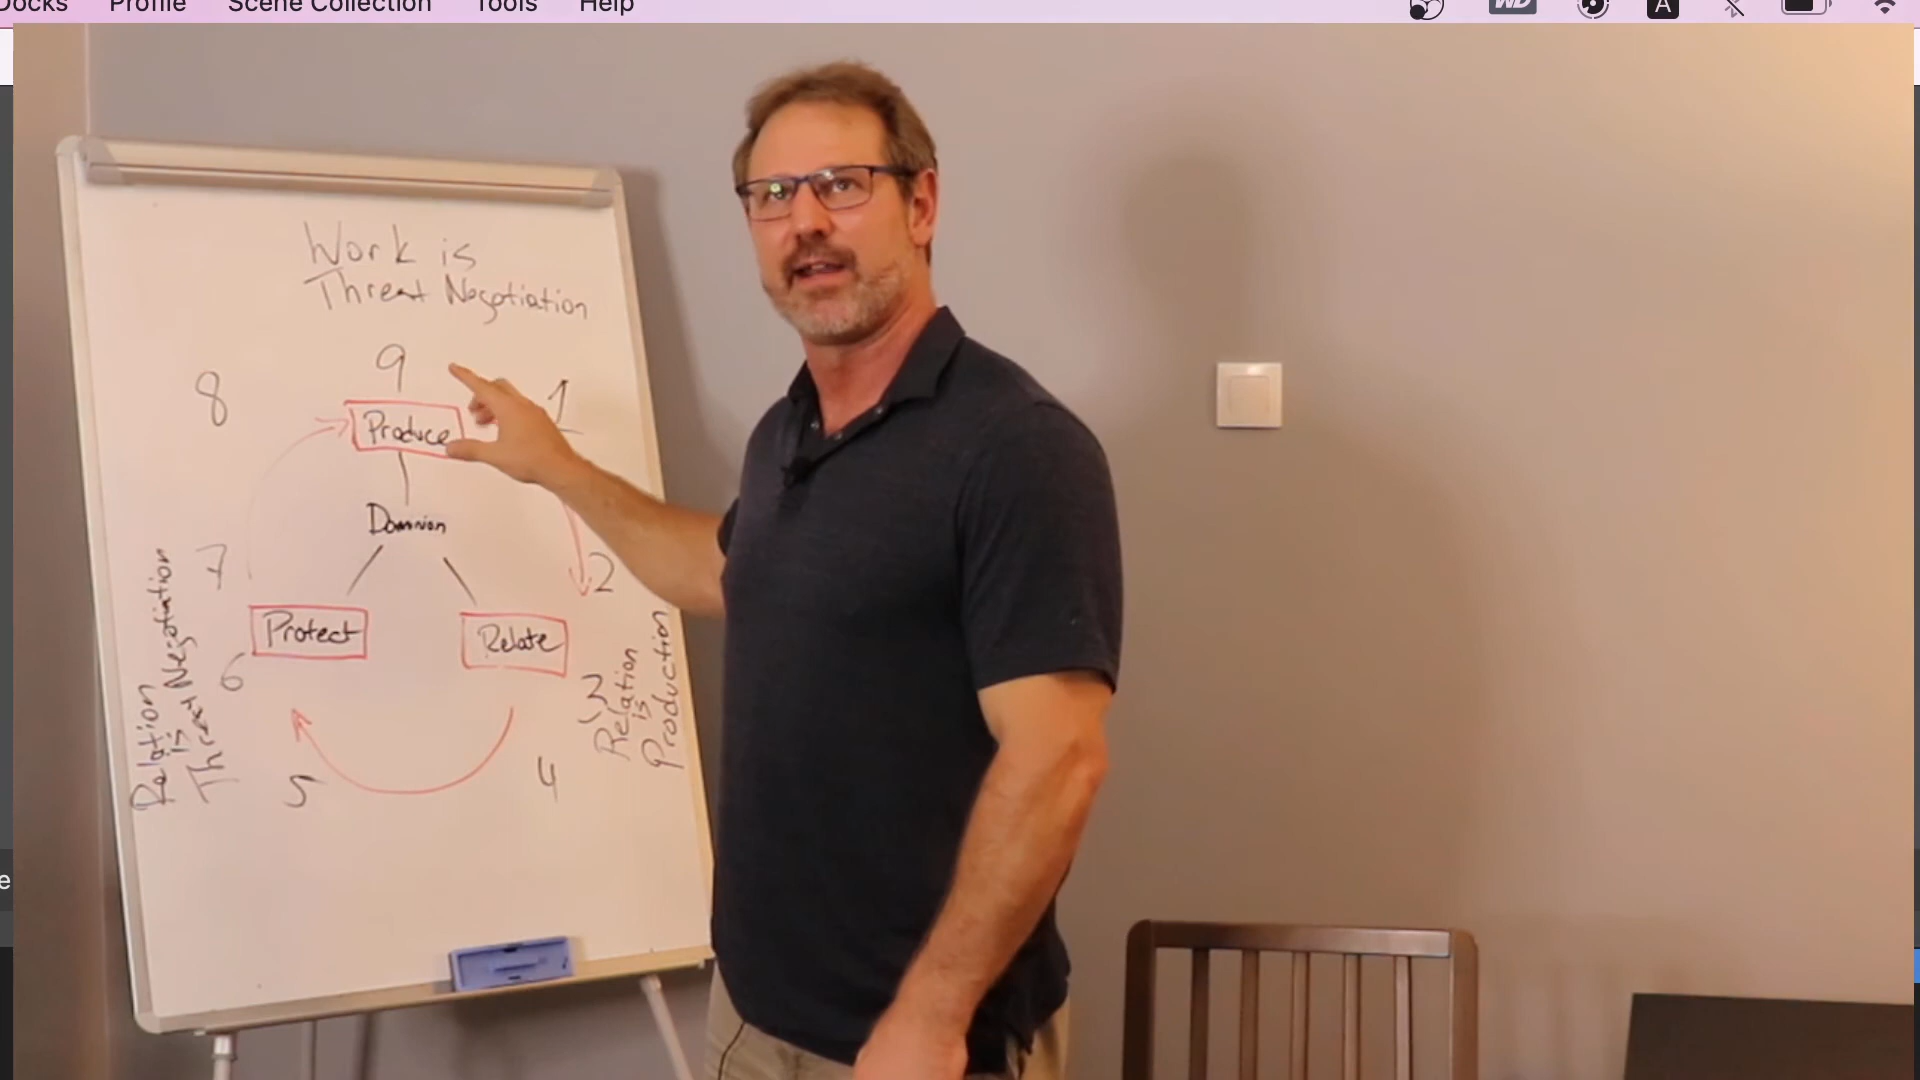 Docks Profile Scene Collection Tools Help
WD
A
Work is
Threat Negotiation
9
8
1
Produce
Dominion
7
2
Protect
Relate
6
3
5
4
Relation
is
Threat Negotiation
Relation
is
Production
e